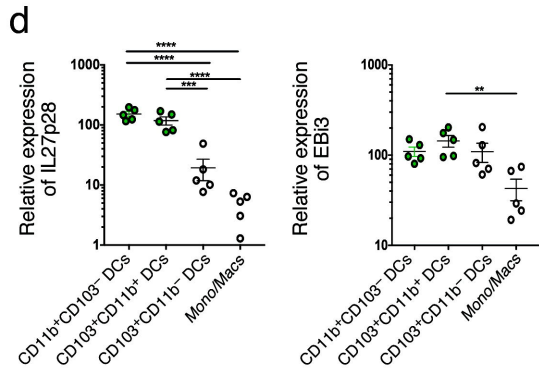 d
Relative expression
of IL27p28
1000
100
10
1
****
****
****
***
CD11b⁺CD103⁻ DCs
CD103⁺CD11b⁺ DCs
CD103⁺CD11b⁻ DCs
Mono/Macs
Relative expression
of EBi3
1000
100
10
**
CD11b⁺CD103⁻ DCs
CD103⁺CD11b⁺ DCs
CD103⁺CD11b⁻ DCs
Mono/Macs